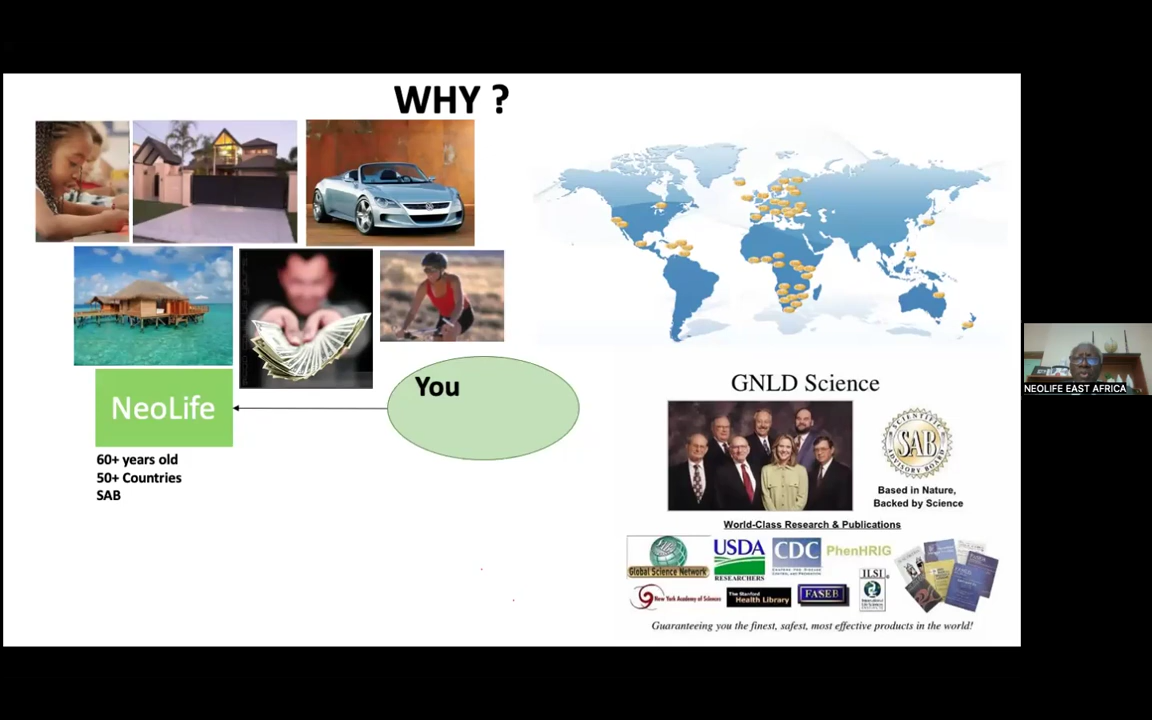 WHY ?
You
NeoLife
60+ years old
50+ Countries
SAB
GNLD Science
SCIENTIFIC
SAB
ADVISORY BOARD
Based in Nature,
Backed by Science
World-Class Research & Publications
Global Science Network
USDA
RESEARCHERS
CDC
PhenHRIG
ILSI
New York Academy of Sciences
The Stanford
Health Library
FASEB
Guaranteeing you the finest, safest, most effective products in the world!
NEOLIFE EAST AFRICA